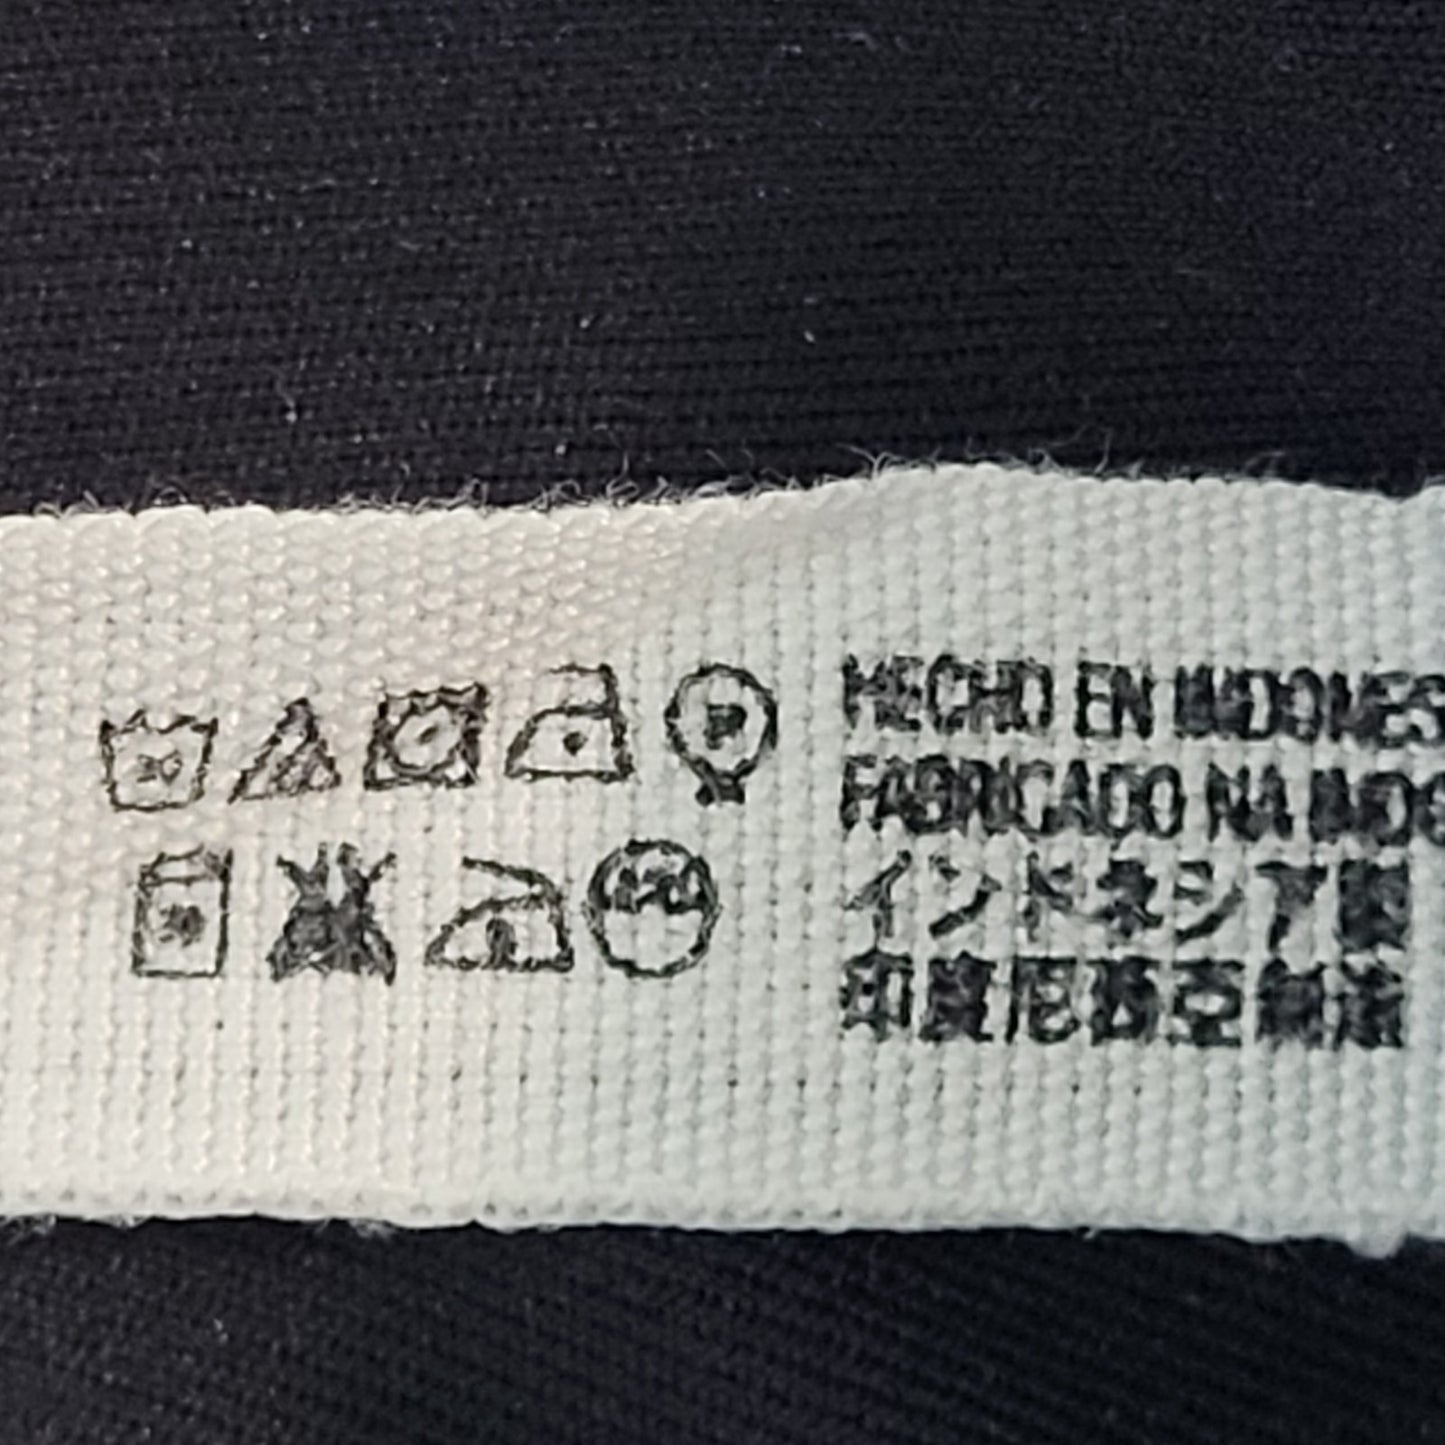 30
P
HECHO EN INDONES
FABRICADO NA INDO
インドネシア製
印度尼西亞製造